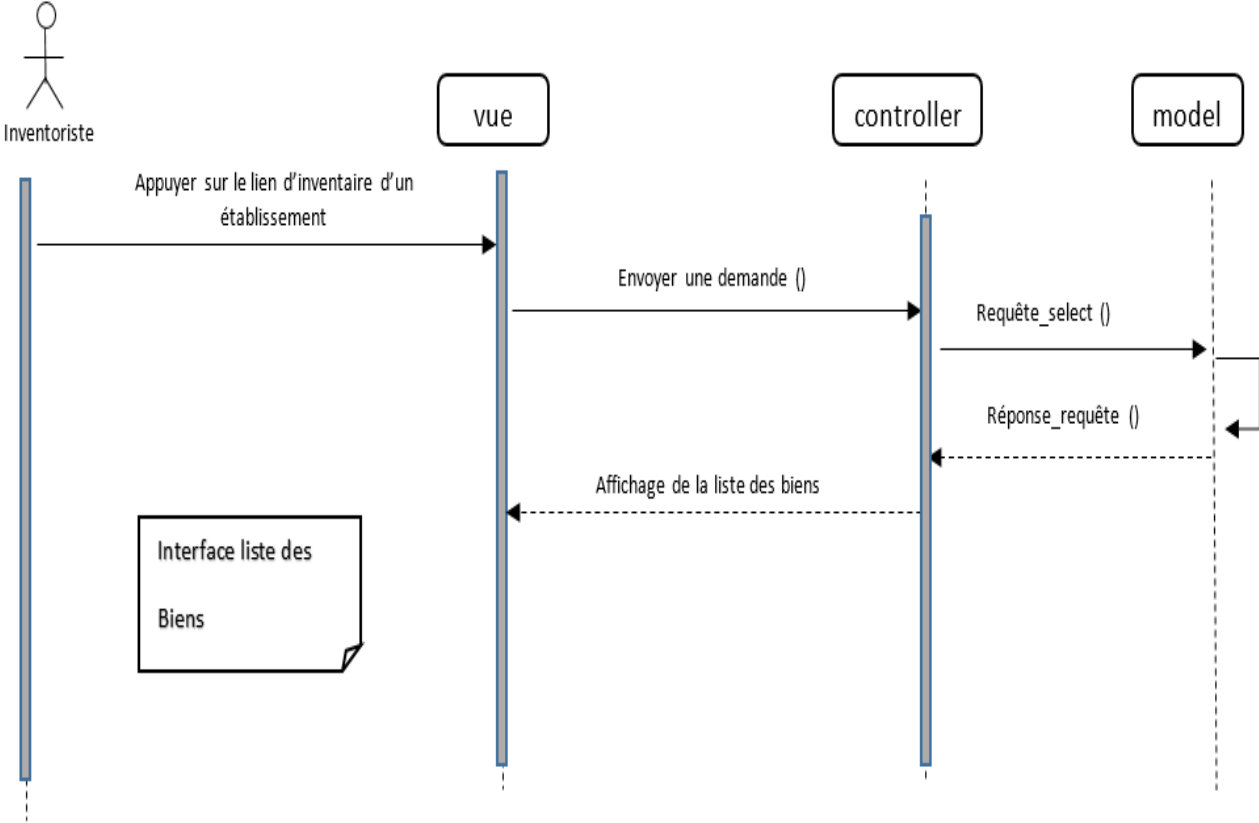 Inventoriste
vue
controller
model
Appuyer sur le lien d’inventaire d’un
établissement
Envoyer une demande ()
Requête_select ()
Réponse_requête ()
Affichage de la liste des biens
Interface liste des
Biens